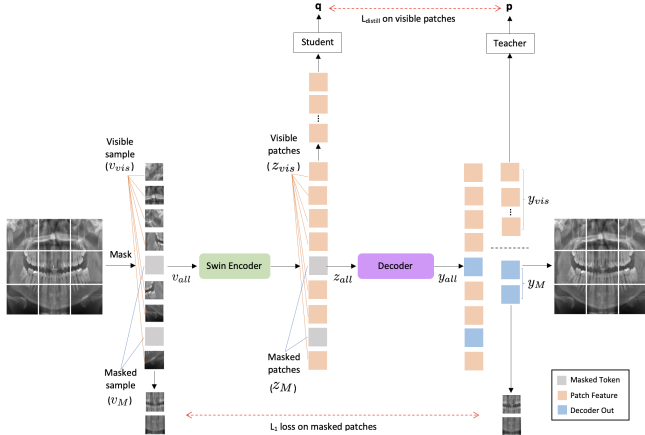 q
L_distill on visible patches
p
Student
Teacher
Visible
sample
(v_vis)
Visible
patches
(z_vis)
y_vis
Mask
v_all
Swin Encoder
z_all
Decoder
y_all
y_M
Masked
sample
(v_M)
Masked
patches
(z_M)
L₁ loss on masked patches
Masked Token
Patch Feature
Decoder Out